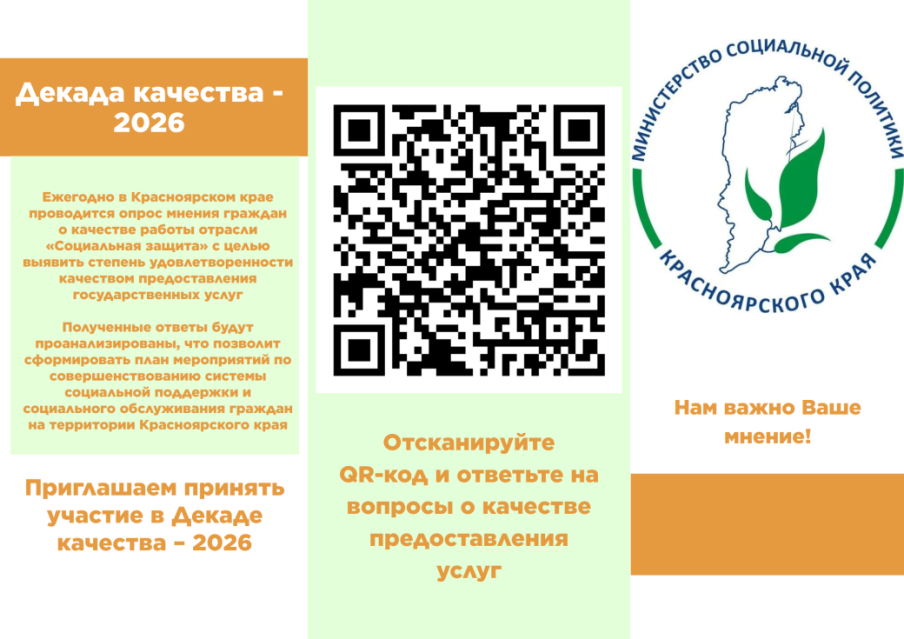 Декада качества -
2026
Ежегодно в Красноярском крае
проводится опрос мнения граждан
о качестве работы отрасли
«Социальная защита» с целью
выявить степень удовлетворенности
качеством предоставления
государственных услуг
Полученные ответы будут
проанализированы, что позволит
сформировать план мероприятий по
совершенствованию системы
социальной поддержки и
социального обслуживания граждан
на территории Красноярского края
Приглашаем принять
участие в Декаде
качества – 2026
Отсканируйте
QR-код и ответьте на
вопросы о качестве
предоставления
услуг
МИНИСТЕРСТВО СОЦИАЛЬНОЙ ПОЛИТИКИ
КРАСНОЯРСКОГО КРАЯ
Нам важно Ваше
мнение!